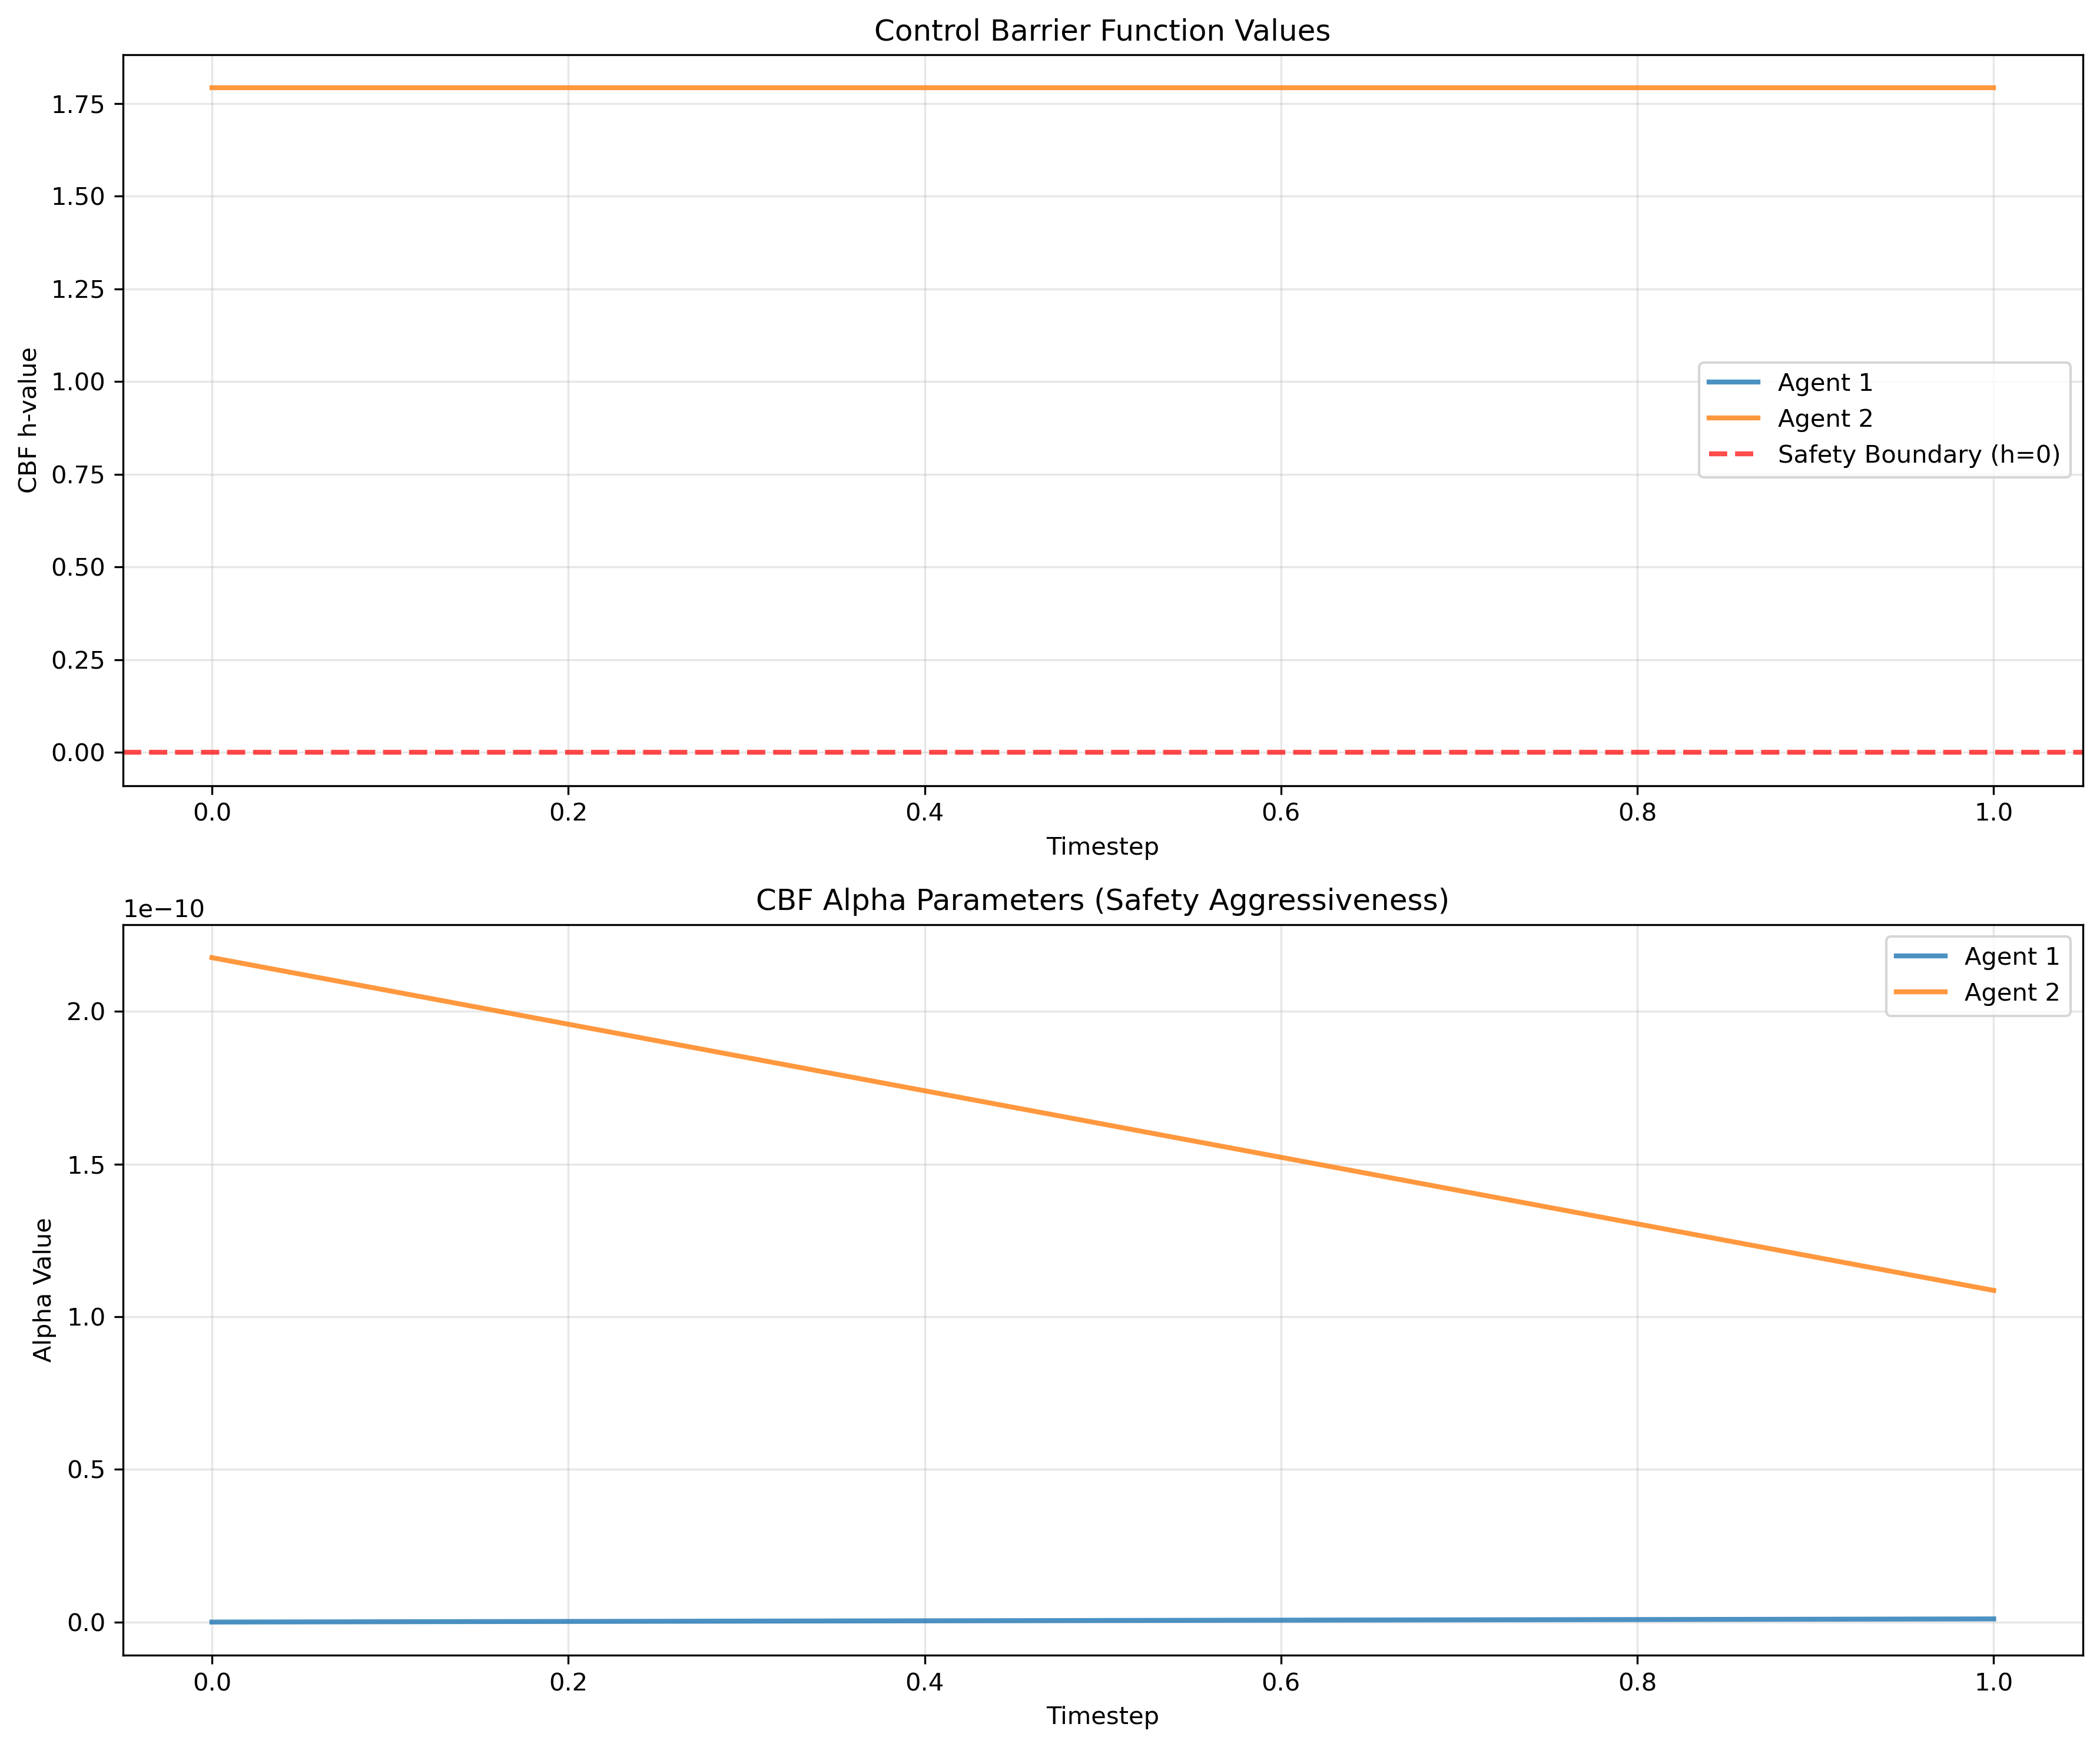 Control Barrier Function Values
1.75
1.50
1.25
1.00
0.75
0.50
0.25
0.00
CBF h-value
Agent 1
Agent 2
Safety Boundary (h=0)
0.0 0.2 0.4 0.6 0.8 1.0
Timestep
CBF Alpha Parameters (Safety Aggressiveness)
1e−10
2.0
1.5
1.0
0.5
0.0
Alpha Value
Agent 1
Agent 2
0.0 0.2 0.4 0.6 0.8 1.0
Timestep